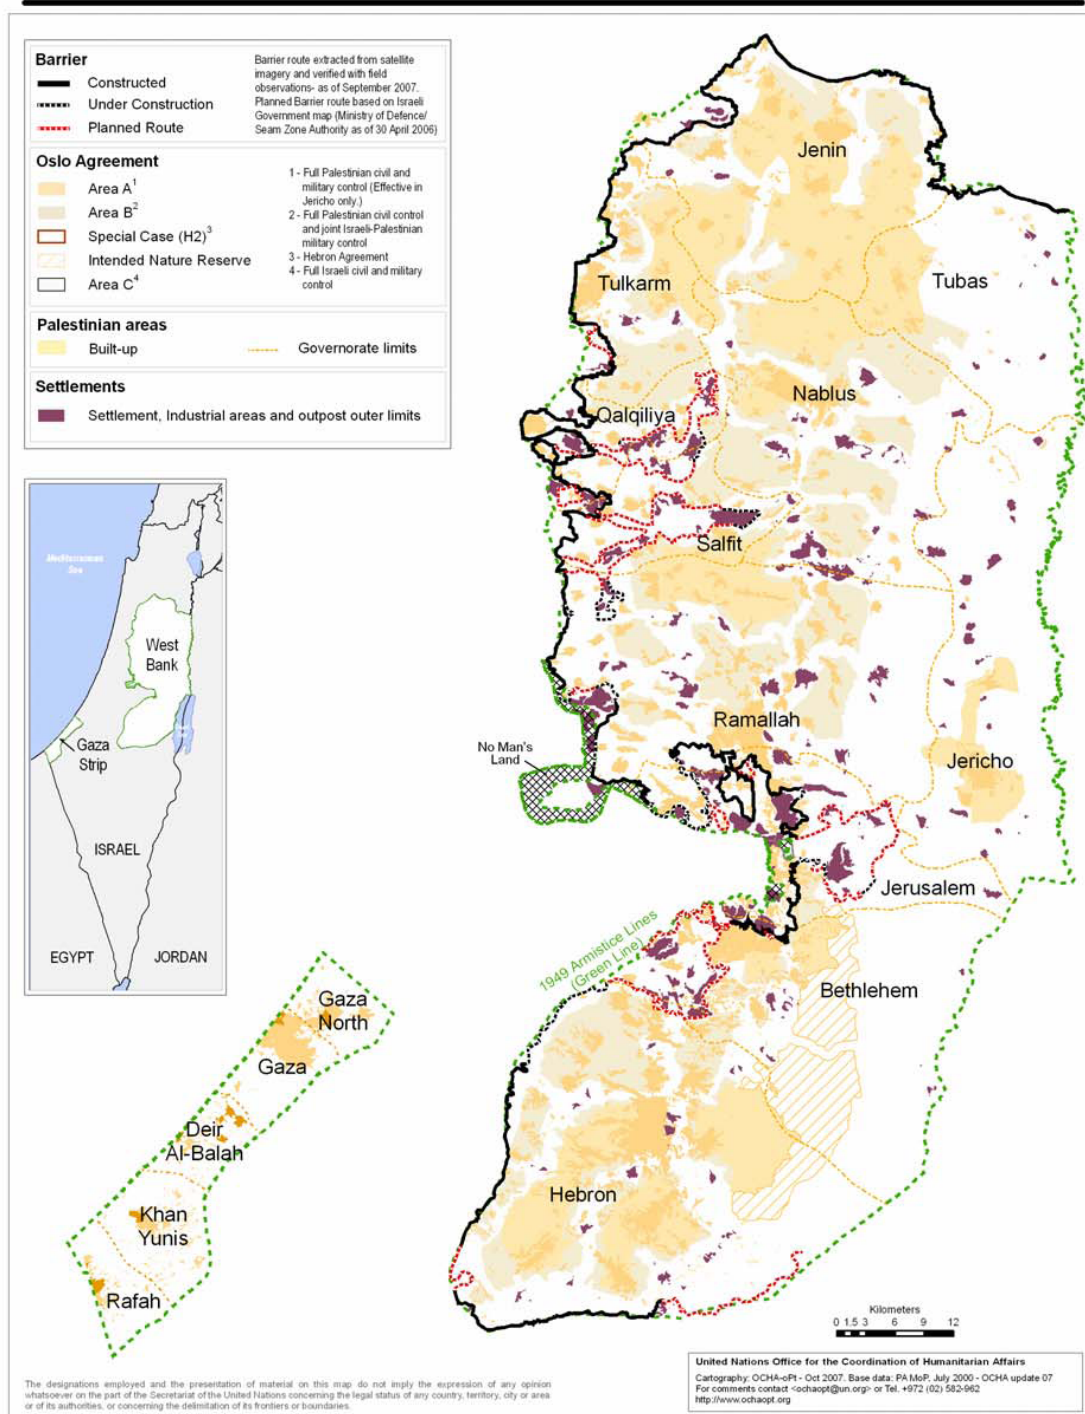 Barrier
Constructed
Under Construction
Planned Route
Barrier route extracted from satellite
imagery and verified with field
observations- as of September 2007.
Planned Barrier route based on Israeli
Government map (Ministry of Defence/
Seam Zone Authority as of 30 April 2006)
Oslo Agreement
Area A1
Area B2
Special Case (H2)3
Intended Nature Reserve
Area C4
1 - Full Palestinian civil and
military control (Effective in
Jericho only.)
2 - Full Palestinian civil control
and joint Israeli-Palestinian
military control
3 - Hebron Agreement
4 - Full Israeli civil and military
control
Palestinian areas
Built-up
Governorate limits
Settlements
Settlement, Industrial areas and outpost outer limits
Mediterranean
Sea
West
Bank
Gaza
Strip
ISRAEL
EGYPT
JORDAN
Jenin
Tulkarm
Tubas
Qalqiliya
Nablus
Salfit
Ramallah
No Man's
Land
Jericho
Jerusalem
1949 Armistice Lines
(Green Line)
Bethlehem
Hebron
Gaza
North
Gaza
Deir
Al-Balah
Khan
Yunis
Rafah
Kilometers
0 1.5 3 6 9 12
United Nations Office for the Coordination of Humanitarian Affairs
Cartography: OCHA-oPt - Oct 2007. Base data: PA MoP, July 2000 - OCHA update 07
For comments contact <ochaopt@un.org> or Tel. +972 (02) 582-962
http://www.ochaopt.org
The designations employed and the presentation of material on this map do not imply the expression of any opinion
whatsoever on the part of the Secretariat of the United Nations concerning the legal status of any country, territory, city or area
or of its authorities, or concerning the delimitation of its frontiers or boundaries.